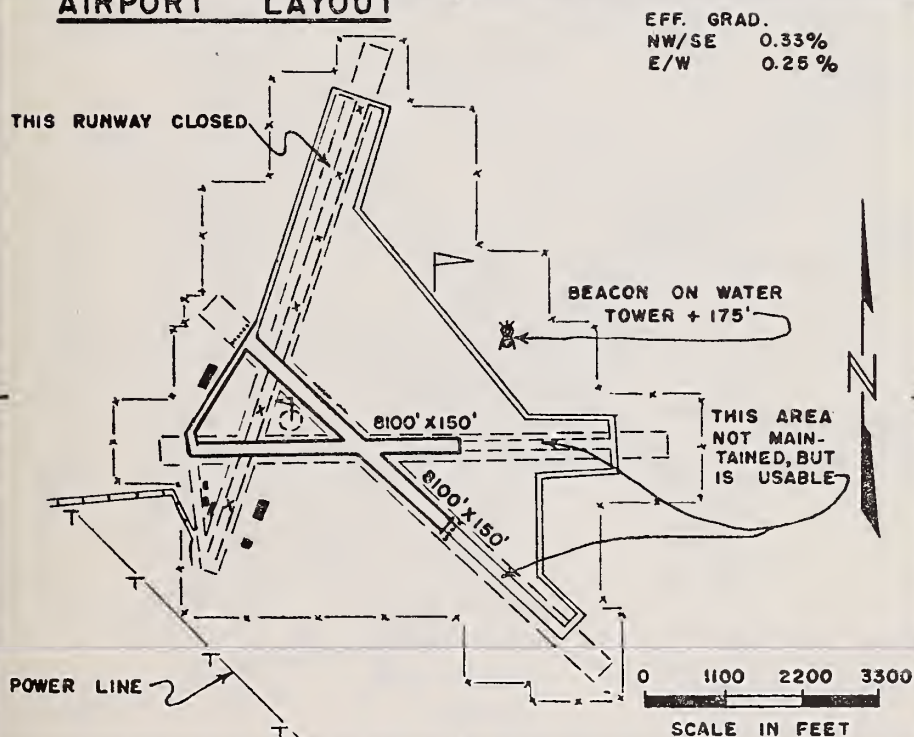 AIRPORT LAYOUT
EFF. GRAD.
NW/SE 0.33%
E/W 0.25%
THIS RUNWAY CLOSED
BEACON ON WATER
TOWER + 175'
N
8100' X 150'
THIS AREA
NOT MAIN-
TAINED, BUT
IS USABLE
8100' X 150'
POWER LINE
0 1100 2200 3300
SCALE IN FEET